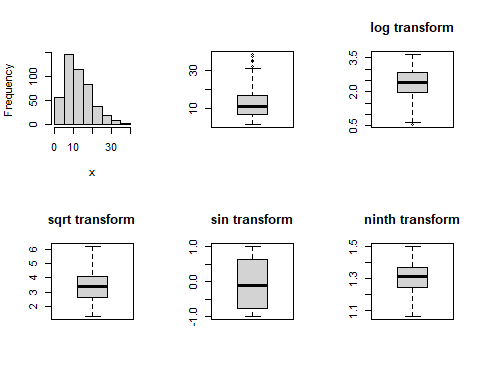 log transform
Frequency
0 50 100
0 10 30
x
10 30
0.5 2.0 3.5
sqrt transform
sin transform
ninth transform
2 3 4 5 6
-1.0 0.0 1.0
1.1 1.3 1.5